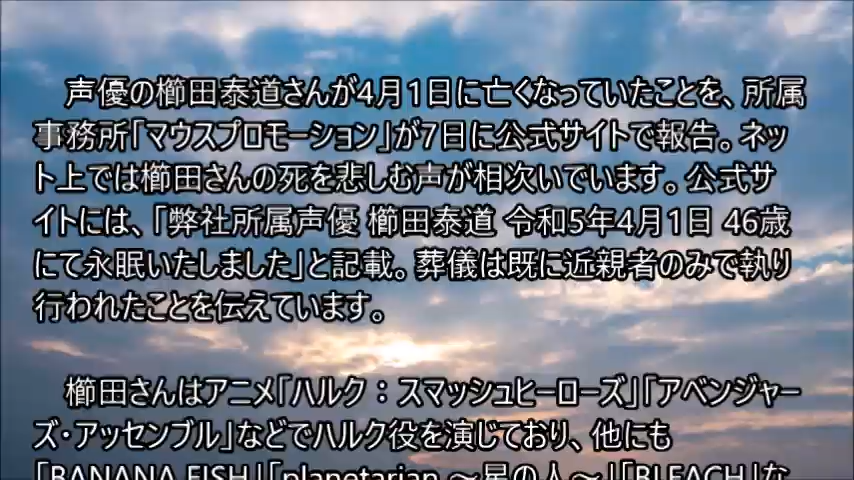 声優の櫛田泰道さんが4月1日に亡くなっていたことを、所属
事務所「マウスプロモーション」が7日に公式サイトで報告。ネッ
ト上では櫛田さんの死を悲しむ声が相次いでいます。公式サ
イトには、「弊社所属声優 櫛田泰道 令和5年4月1日 46歳
にて永眠いたしました」と記載。葬儀は既に近親者のみで執り
行われたことを伝えています。
櫛田さんはアニメ「ハルク：スマッシュヒーローズ」「アベンジャー
ズ・アッセンブル」などでハルク役を演じており、他にも
「BANANA FISH」「planetarian ～星の人～」「BLEACH」な